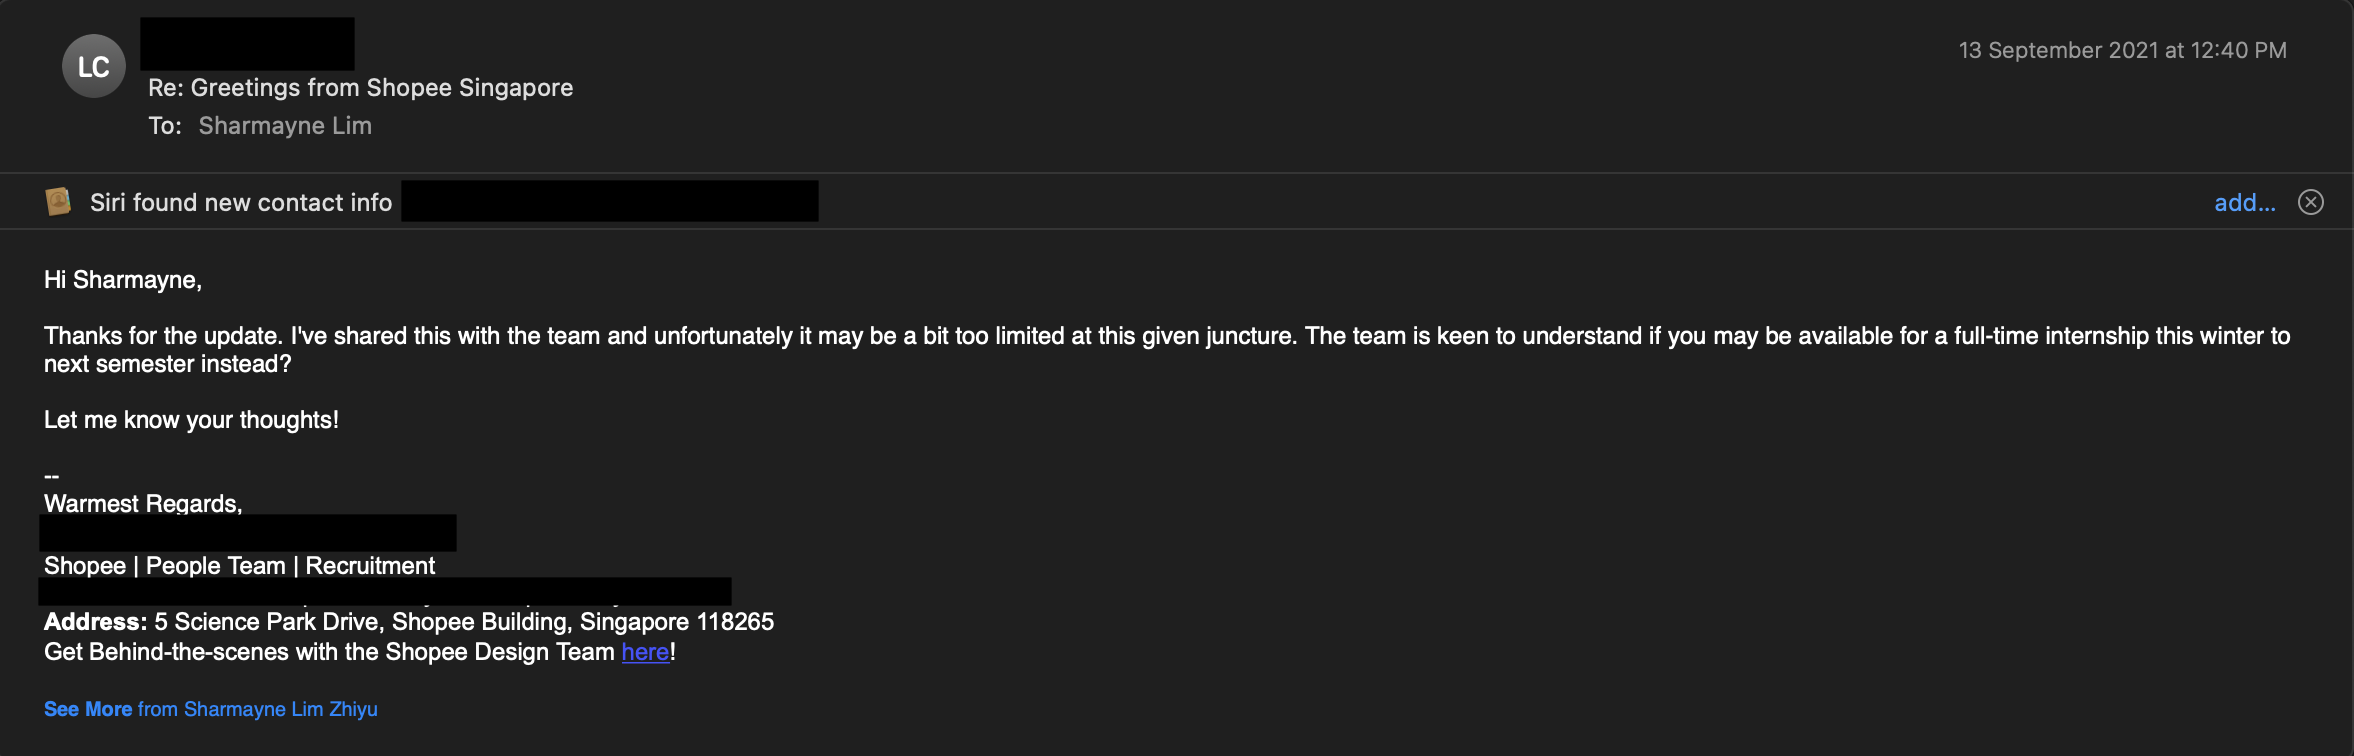 LC
13 September 2021 at 12:40 PM
Re: Greetings from Shopee Singapore
To: Sharmayne Lim
Siri found new contact info
add...
Hi Sharmayne,
Thanks for the update. I've shared this with the team and unfortunately it may be a bit too limited at this given juncture. The team is keen to understand if you may be available for a full-time internship this winter to
next semester instead?
Let me know your thoughts!
--
Warmest Regards,
Shopee | People Team | Recruitment
Address: 5 Science Park Drive, Shopee Building, Singapore 118265
Get Behind-the-scenes with the Shopee Design Team here!
See More from Sharmayne Lim Zhiyu